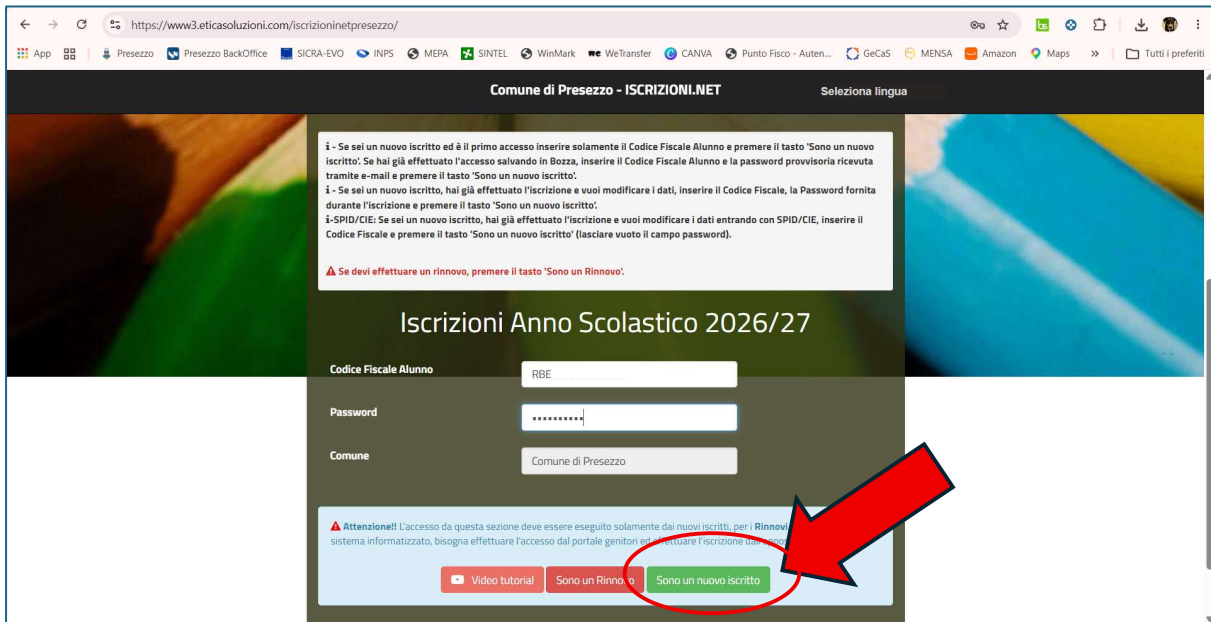 https://www3.eticasoluzioni.com/iscrizioninetpresezzo/
App Presezzo Presezzo BackOffice SICRA-EVO INPS MEPA SINTEL WinMark WeTransfer CANVA Punto Fisco - Auten... GeCaS MENSA Amazon Maps » Tutti i preferiti
Comune di Presezzo - ISCRIZIONI.NET Seleziona lingua
i - Se sei un nuovo iscritto ed è il primo accesso inserire solamente il Codice Fiscale Alunno e premere il tasto 'Sono un nuovo
iscritto'. Se hai già effettuato l'accesso salvando in Bozza, inserire il Codice Fiscale Alunno e la password provvisoria ricevuta
tramite e-mail e premere il tasto 'Sono un nuovo iscritto'.
i - Se sei un nuovo iscritto, hai già effettuato l'iscrizione e vuoi modificare i dati, inserire il Codice Fiscale, la Password fornita
durante l'iscrizione e premere il tasto 'Sono un nuovo iscritto'.
i-SPID/CIE: Se sei un nuovo iscritto, hai già effettuato l'iscrizione e vuoi modificare i dati entrando con SPID/CIE, inserire il
Codice Fiscale e premere il tasto 'Sono un nuovo iscritto' (lasciare vuoto il campo password).
Se devi effettuare un rinnovo, premere il tasto 'Sono un Rinnovo'.
Iscrizioni Anno Scolastico 2026/27
Codice Fiscale Alunno RBE
Password ••••••••••
Comune Comune di Presezzo
Attenzione!! L'accesso da questa sezione deve essere eseguito solamente dai nuovi iscritti, per i Rinnovi
sistema informatizzato, bisogna effettuare l'accesso dal portale genitori ed effettuare l'iscrizione
Video tutorial Sono un Rinnovo Sono un nuovo iscritto